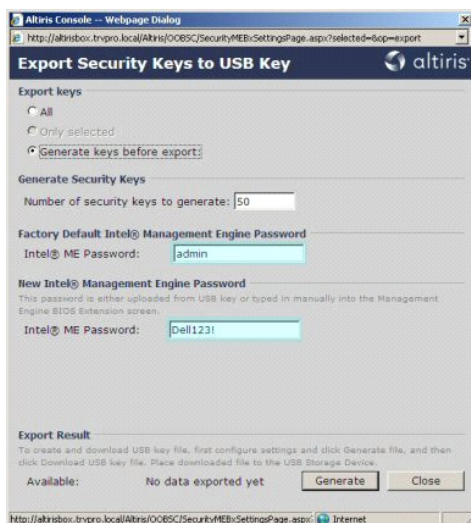 Altiris Console -- Webpage Dialog
http://altirisbox.trvpro.local/Altiris/OOBSC/SecurityMEBxSettingsPage.aspx?selected=&op=export
Export Security Keys to USB Key
altiris
Export keys
All
Only selected
Generate keys before export:
Generate Security Keys
Number of security keys to generate: 50
Factory Default Intel® Management Engine Password
Intel® ME Password: admin
New Intel® Management Engine Password
This password is either uploaded from USB key or typed in manually into the Management
Engine BIOS Extension screen.
Intel® ME Password: Dell123!
Export Result
To create and download USB key file, first configure settings and click Generate file, and then
click Download USB key file. Place downloaded file to the USB Storage Device.
Available: No data exported yet Generate Close
http://altirisbox.trvpro.local/Altiris/OOBSC/SecurityMEBxSettingsPage.aspx? Internet